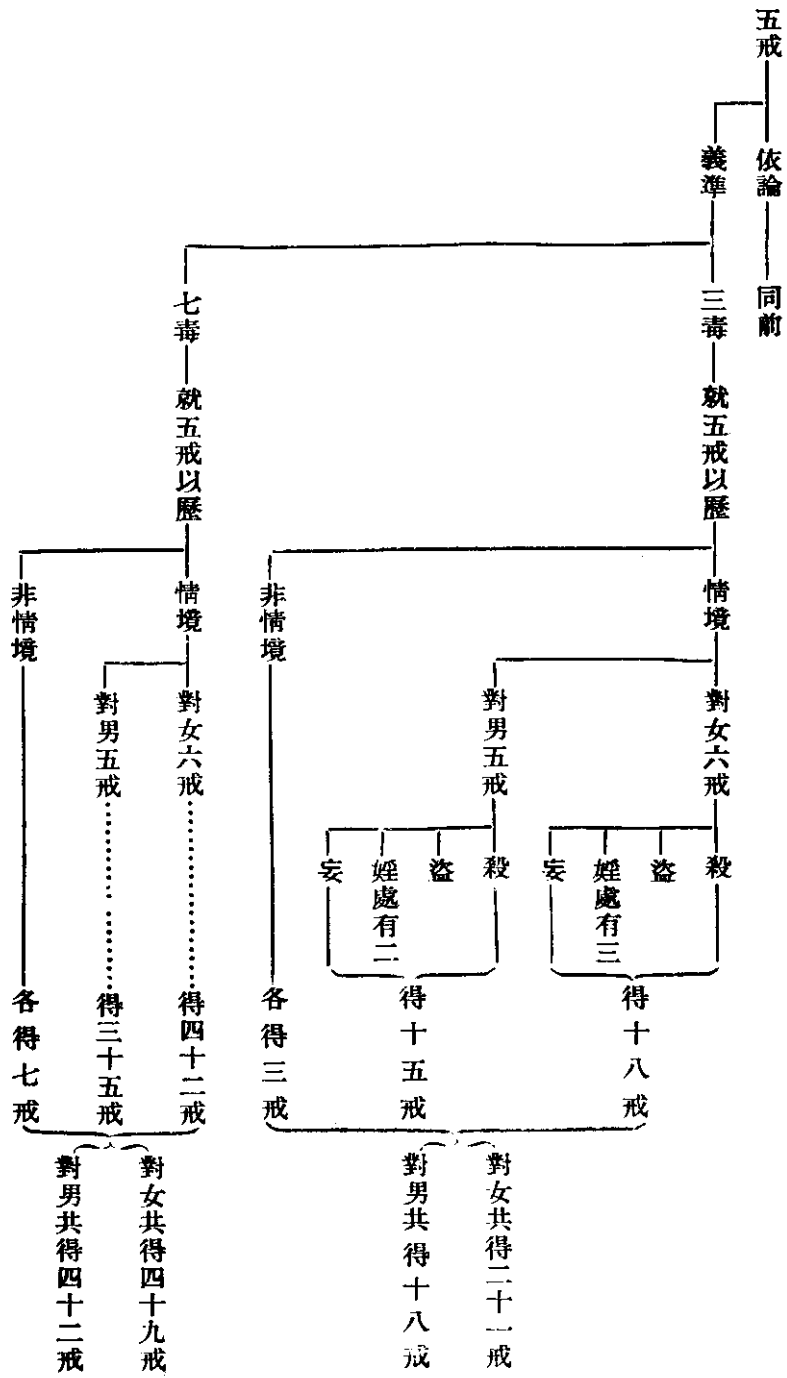 五戒
依論
同前
義準
三毒
就五戒以歷
情境
對女六戒
殺
盜
婬處有三
妄
得十八戒
對男五戒
殺
盜
婬處有二
妄
得十五戒
非情境
各得三戒
對女共得二十一戒
對男共得十八戒
七毒
就五戒以歷
情境
對女六戒
得四十二戒
對男五戒
得三十五戒
非情境
各得七戒
對女共得四十九戒
對男共得四十二戒